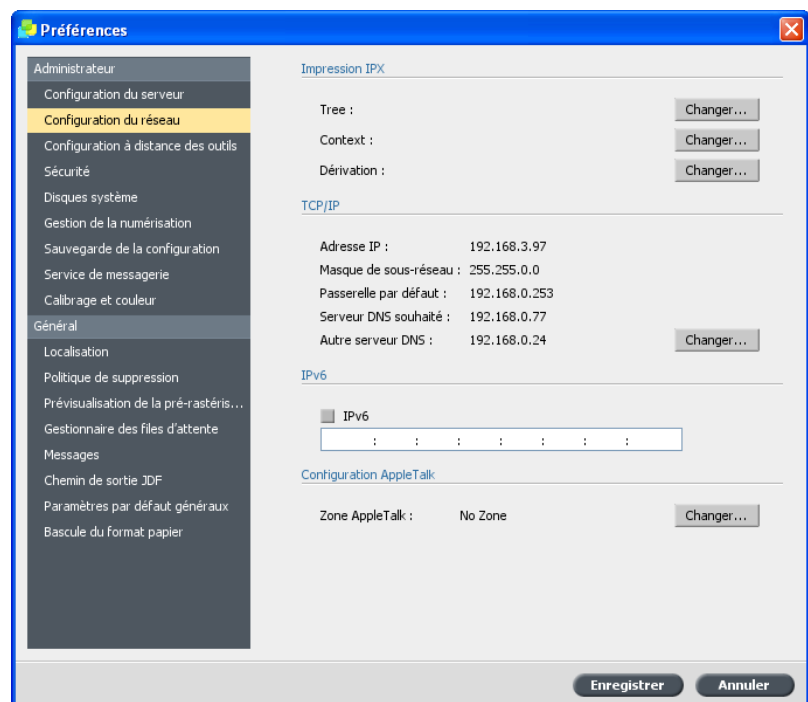 Préférences
Administrateur
Configuration du serveur
Configuration du réseau
Configuration à distance des outils
Sécurité
Disques système
Gestion de la numérisation
Sauvegarde de la configuration
Service de messagerie
Calibrage et couleur
Général
Localisation
Politique de suppression
Prévisualisation de la pré-rastéris...
Gestionnaire des files d'attente
Messages
Chemin de sortie JDF
Paramètres par défaut généraux
Bascule du format papier
Impression IPX
Tree : Changer...
Context : Changer...
Dérivation : Changer...
TCP/IP
Adresse IP : 192.168.3.97
Masque de sous-réseau : 255.255.0.0
Passerelle par défaut : 192.168.0.253
Serveur DNS souhaité : 192.168.0.77
Autre serveur DNS : 192.168.0.24 Changer...
IPv6
IPv6
: : : : : : :
Configuration AppleTalk
Zone AppleTalk : No Zone Changer...
Enregistrer Annuler